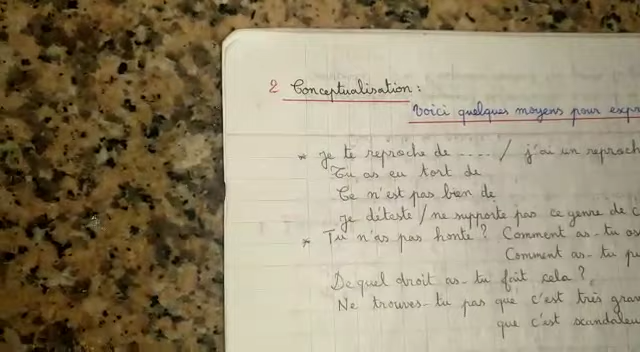 2 Conceptualisation :
Voici quelques moyens pour expr
* Je te reproche de ..... / j'ai un reproch
Tu as eu tort de
Ce n'est pas bien de
Je déteste / ne supporte pas ce genre de c
* Tu n'as pas honte ? Comment as-tu os
Comment as-tu pu
De quel droit as-tu fait cela ?
Ne trouves-tu pas que c'est très grav
que c'est scandaleu